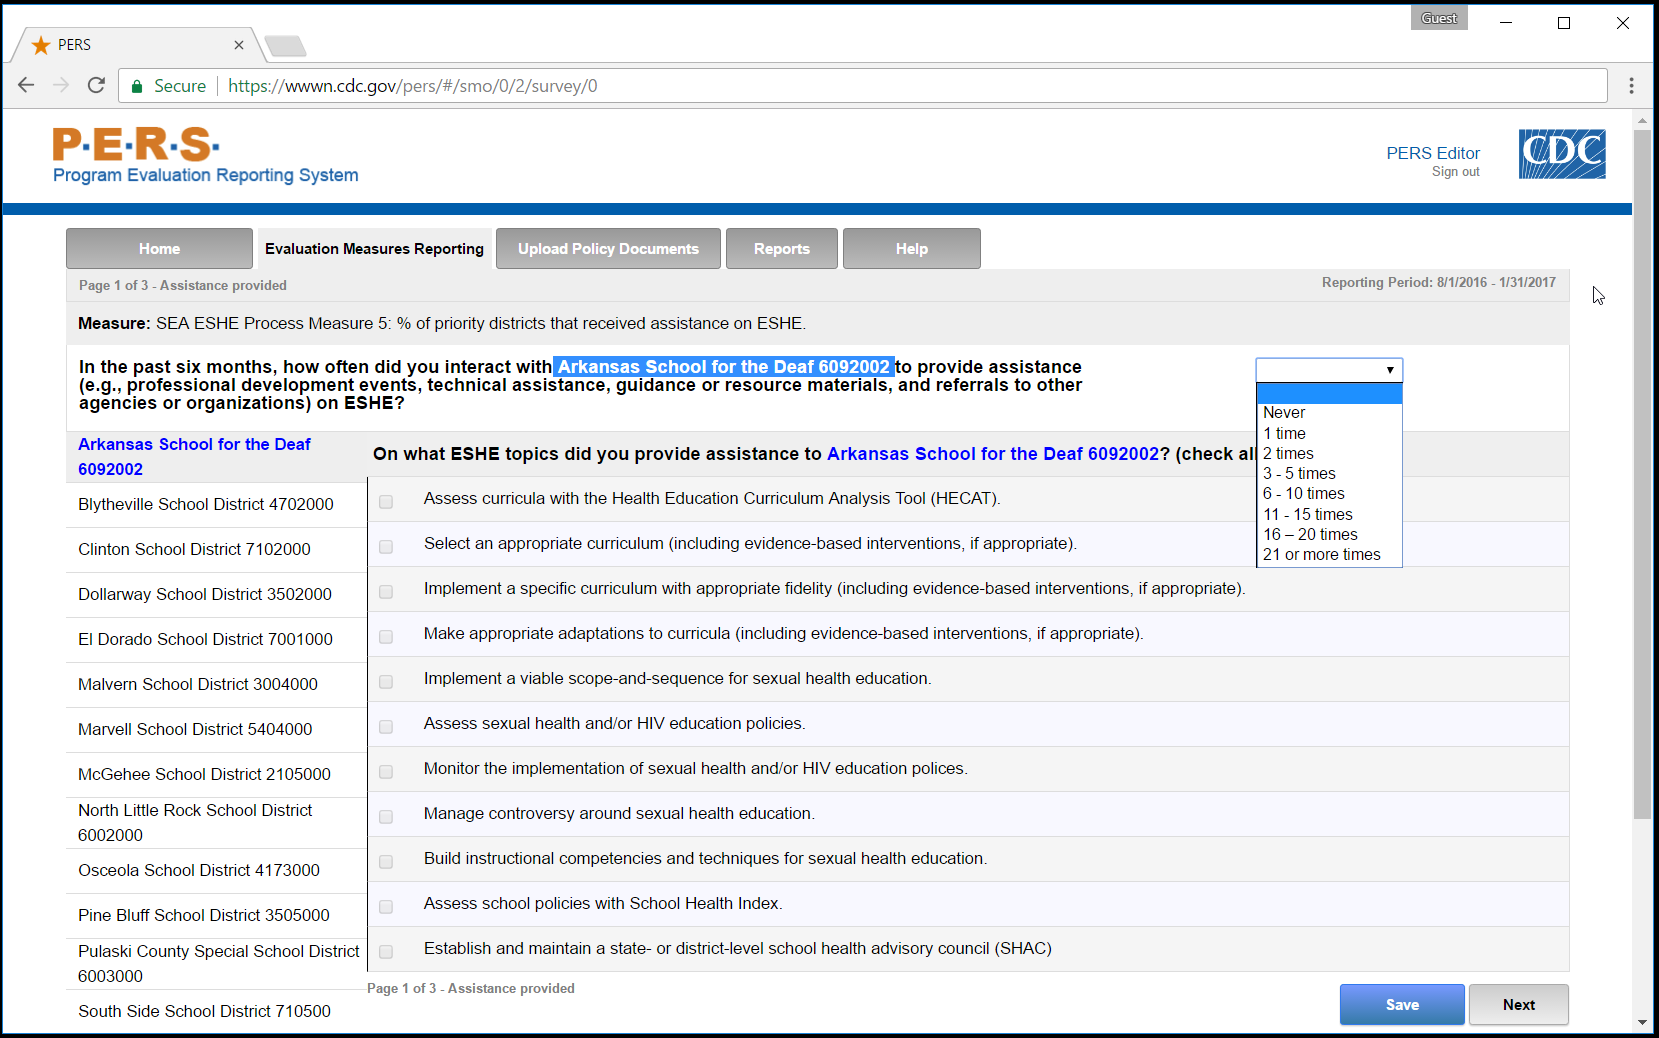 Guest
PERS
Secure
https://wwwn.cdc.gov/pers/#/smo/0/2/survey/0
P·E·R·S·
Program Evaluation Reporting System
PERS Editor
Sign out
CDC
Home
Evaluation Measures Reporting
Upload Policy Documents
Reports
Help
Page 1 of 3 - Assistance provided
Reporting Period: 8/1/2016 - 1/31/2017
Measure: SEA ESHE Process Measure 5: % of priority districts that received assistance on ESHE.
In the past six months, how often did you interact with Arkansas School for the Deaf 6092002 to provide assistance
(e.g., professional development events, technical assistance, guidance or resource materials, and referrals to other
agencies or organizations) on ESHE?
Never
1 time
2 times
3 - 5 times
6 - 10 times
11 - 15 times
16 – 20 times
21 or more times
Arkansas School for the Deaf
6092002
Blytheville School District 4702000
Clinton School District 7102000
Dollarway School District 3502000
El Dorado School District 7001000
Malvern School District 3004000
Marvell School District 5404000
McGehee School District 2105000
North Little Rock School District
6002000
Osceola School District 4173000
Pine Bluff School District 3505000
Pulaski County Special School District
6003000
South Side School District 710500
On what ESHE topics did you provide assistance to Arkansas School for the Deaf 6092002? (check all
Assess curricula with the Health Education Curriculum Analysis Tool (HECAT).
Select an appropriate curriculum (including evidence-based interventions, if appropriate).
Implement a specific curriculum with appropriate fidelity (including evidence-based interventions, if appropriate).
Make appropriate adaptations to curricula (including evidence-based interventions, if appropriate).
Implement a viable scope-and-sequence for sexual health education.
Assess sexual health and/or HIV education policies.
Monitor the implementation of sexual health and/or HIV education polices.
Manage controversy around sexual health education.
Build instructional competencies and techniques for sexual health education.
Assess school policies with School Health Index.
Establish and maintain a state- or district-level school health advisory council (SHAC)
Page 1 of 3 - Assistance provided
Save
Next